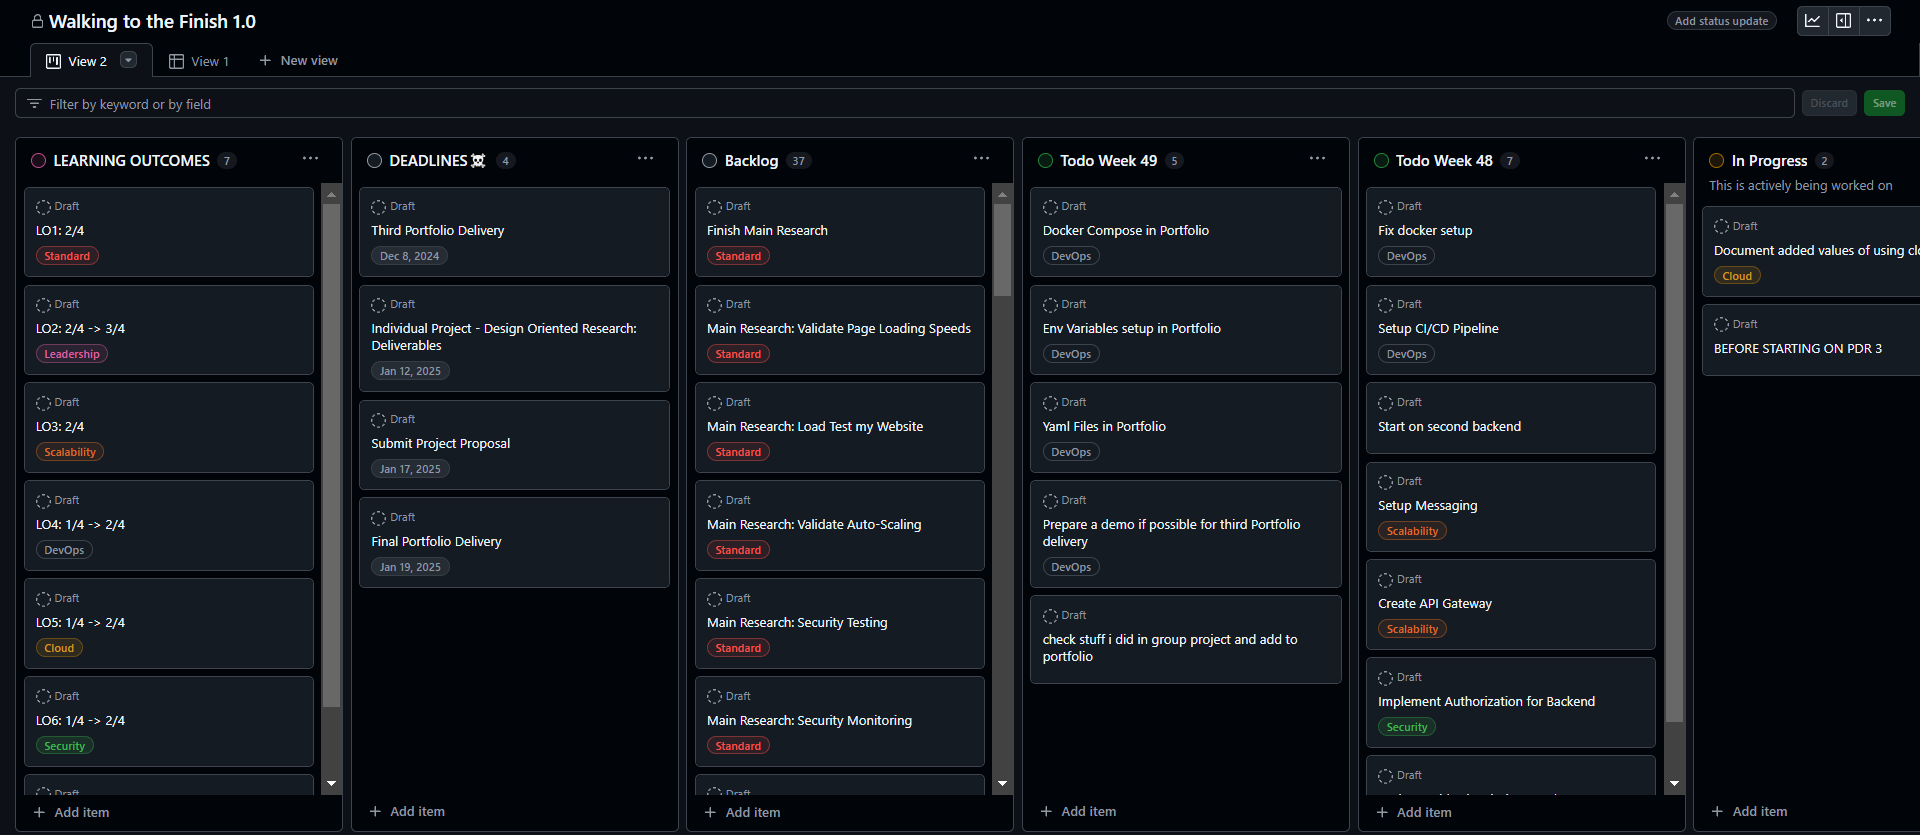 Walking to the Finish 1.0
Add status update
View 2
View 1
New view
Filter by keyword or by field
Discard
Save
LEARNING OUTCOMES 7
Draft
LO1: 2/4
Standard
Draft
LO2: 2/4 -> 3/4
Leadership
Draft
LO3: 2/4
Scalability
Draft
LO4: 1/4 -> 2/4
DevOps
Draft
LO5: 1/4 -> 2/4
Cloud
Draft
LO6: 1/4 -> 2/4
Security
Draft
Add item
DEADLINES☠ 4
Draft
Third Portfolio Delivery
Dec 8, 2024
Draft
Individual Project - Design Oriented Research:
Deliverables
Jan 12, 2025
Draft
Submit Project Proposal
Jan 17, 2025
Draft
Final Portfolio Delivery
Jan 19, 2025
Add item
Backlog 37
Draft
Finish Main Research
Standard
Draft
Main Research: Validate Page Loading Speeds
Standard
Draft
Main Research: Load Test my Website
Standard
Draft
Main Research: Validate Auto-Scaling
Standard
Draft
Main Research: Security Testing
Standard
Draft
Main Research: Security Monitoring
Standard
Draft
Add item
Todo Week 49 5
Draft
Docker Compose in Portfolio
DevOps
Draft
Env Variables setup in Portfolio
DevOps
Draft
Yaml Files in Portfolio
DevOps
Draft
Prepare a demo if possible for third Portfolio
delivery
DevOps
Draft
check stuff i did in group project and add to
portfolio
Add item
Todo Week 48 7
Draft
Fix docker setup
DevOps
Draft
Setup CI/CD Pipeline
DevOps
Draft
Start on second backend
Draft
Setup Messaging
Scalability
Draft
Create API Gateway
Scalability
Draft
Implement Authorization for Backend
Security
Draft
Add item
In Progress 2
This is actively being worked on
Draft
Document added values of using clo
Cloud
Draft
BEFORE STARTING ON PDR 3
Add item